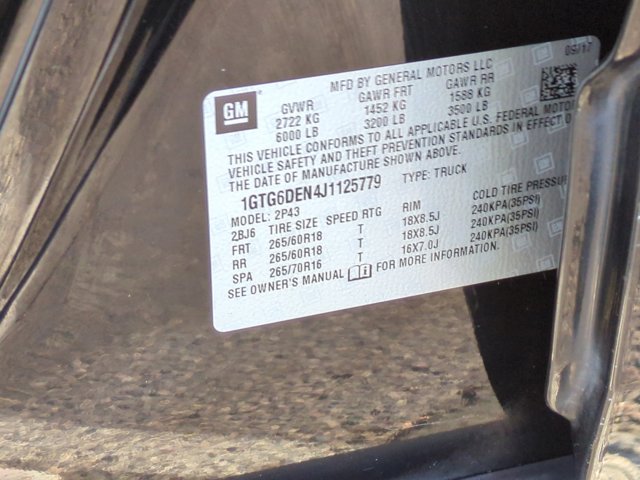 09/17
MFD BY GENERAL MOTORS LLC
GM
GVWR GAWR FRT GAWR RR
2722 KG 1452 KG 1588 KG
6000 LB 3200 LB 3500 LB
THIS VEHICLE CONFORMS TO ALL APPLICABLE U.S. FEDERAL MOTOR
VEHICLE SAFETY AND THEFT PREVENTION STANDARDS IN EFFECT O
THE DATE OF MANUFACTURE SHOWN ABOVE.
1GTG6DEN4J1125779 TYPE: TRUCK
MODEL: 2P43
2BJ6 TIRE SIZE SPEED RTG RIM COLD TIRE PRESSU
FRT 265/60R18 T 18X8.5J 240KPA(35PSI)
RR 265/60R18 T 18X8.5J 240KPA(35PSI)
SPA 265/70R16 T 16X7.0J 240KPA(35PSI)
SEE OWNER'S MANUAL FOR MORE INFORMATION.